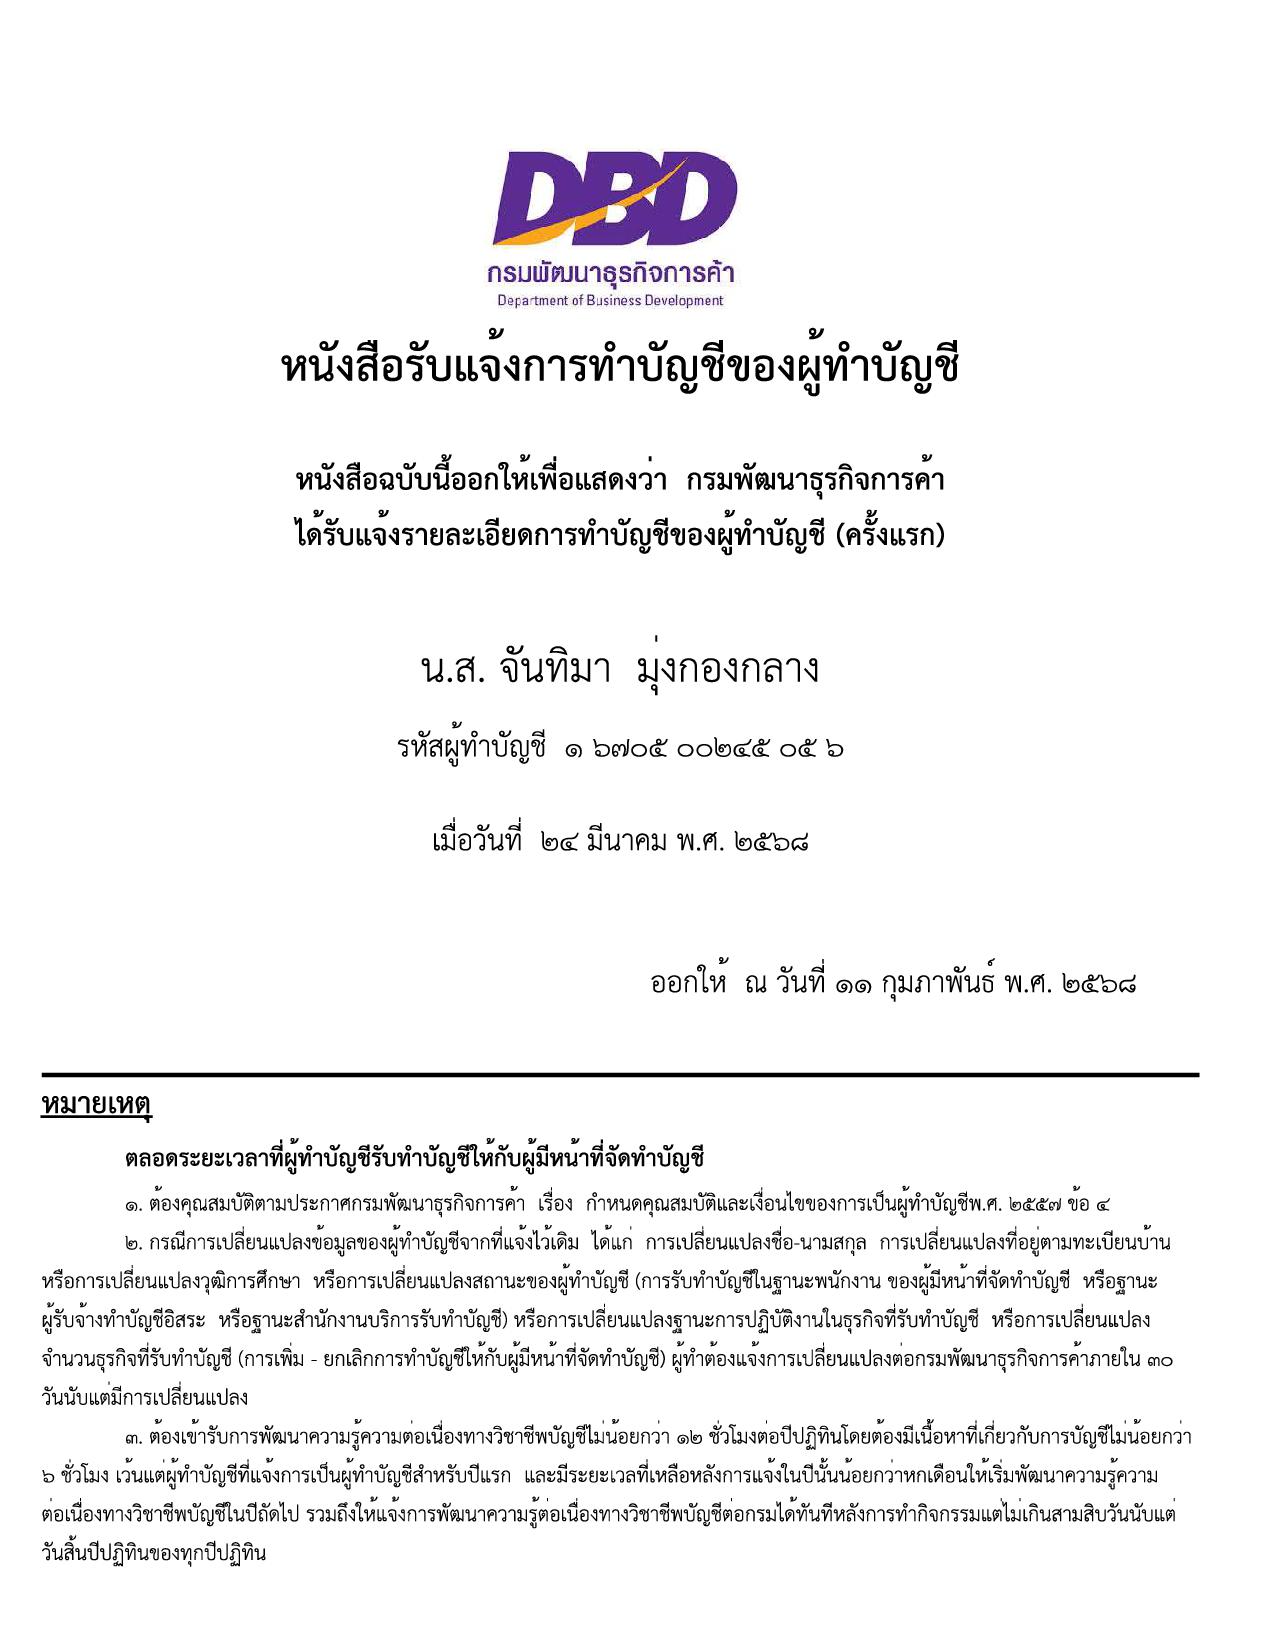 DBD
กรมพัฒนาธุรกิจการค้า
Department of Business Development
หนังสือรับแจ้งการทำบัญชีของผู้ทำบัญชี
หนังสือฉบับนี้ออกให้เพื่อแสดงว่า กรมพัฒนาธุรกิจการค้า
ได้รับแจ้งรายละเอียดการทำบัญชีของผู้ทำบัญชี (ครั้งแรก)
น.ส. จันทิมา มุ่งกองกลาง
รหัสผู้ทำบัญชี ๑ ๖๗๐๕ ๐๐๒๔๕ ๐๕ ๖
เมื่อวันที่ ๒๔ มีนาคม พ.ศ. ๒๕๖๘
ออกให้ ณ วันที่ ๑๑ กุมภาพันธ์ พ.ศ. ๒๕๖๘
หมายเหตุ
ตลอดระยะเวลาที่ผู้ทำบัญชีรับทำบัญชีให้กับผู้มีหน้าที่จัดทำบัญชี
๑. ต้องคุณสมบัติตามประกาศกรมพัฒนาธุรกิจการค้า เรื่อง กำหนดคุณสมบัติและเงื่อนไขของการเป็นผู้ทำบัญชีพ.ศ. ๒๕๕๗ ข้อ ๔
๒. กรณีการเปลี่ยนแปลงข้อมูลของผู้ทำบัญชีจากที่แจ้งไว้เดิม ได้แก่ การเปลี่ยนแปลงชื่อ-นามสกุล การเปลี่ยนแปลงที่อยู่ตามทะเบียนบ้าน
หรือการเปลี่ยนแปลงวุฒิการศึกษา หรือการเปลี่ยนแปลงสถานะของผู้ทำบัญชี (การรับทำบัญชีในฐานะพนักงาน ของผู้มีหน้าที่จัดทำบัญชี หรือฐานะ
ผู้รับจ้างทำบัญชีอิสระ หรือฐานะสำนักงานบริการรับทำบัญชี) หรือการเปลี่ยนแปลงฐานะการปฏิบัติงานในธุรกิจที่รับทำบัญชี หรือการเปลี่ยนแปลง
จำนวนธุรกิจที่รับทำบัญชี (การเพิ่ม - ยกเลิกการทำบัญชีให้กับผู้มีหน้าที่จัดทำบัญชี) ผู้ทำต้องแจ้งการเปลี่ยนแปลงต่อกรมพัฒนาธุรกิจการค้าภายใน ๓๐
วันนับแต่มีการเปลี่ยนแปลง
๓. ต้องเข้ารับการพัฒนาความรู้ความต่อเนื่องทางวิชาชีพบัญชีไม่น้อยกว่า ๑๒ ชั่วโมงต่อปีปฏิทินโดยต้องมีเนื้อหาที่เกี่ยวกับการบัญชีไม่น้อยกว่า
๖ ชั่วโมง เว้นแต่ผู้ทำบัญชีที่แจ้งการเป็นผู้ทำบัญชีสำหรับปีแรก และมีระยะเวลที่เหลือหลังการแจ้งในปีนั้นน้อยกว่าหกเดือนให้เริ่มพัฒนาความรู้ความ
ต่อเนื่องทางวิชาชีพบัญชีในปีถัดไป รวมถึงให้แจ้งการพัฒนาความรู้ต่อเนื่องทางวิชาชีพบัญชีต่อกรมได้ทันทีหลังการทำกิจกรรมแต่ไม่เกินสามสิบวันนับแต่
วันสิ้นปีปฏิทินของทุกปีปฏิทิน